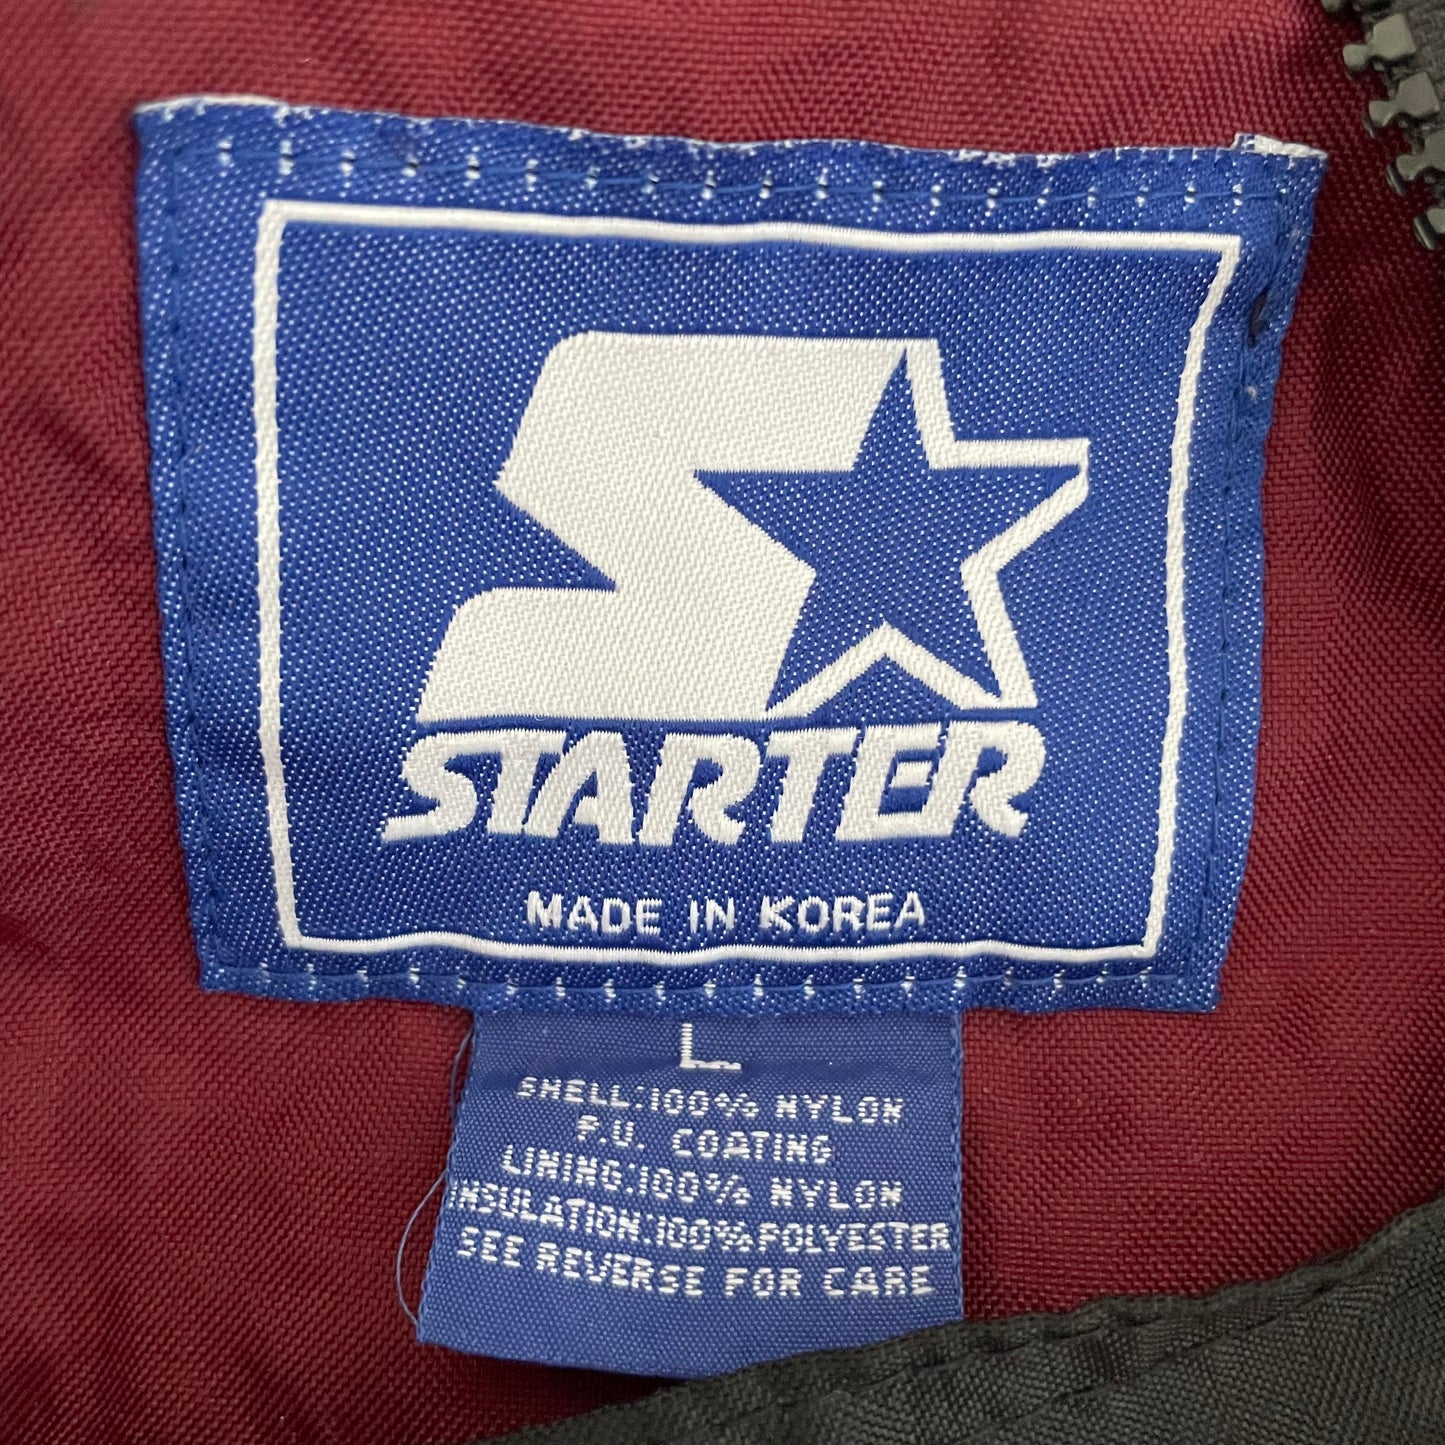 STARTER
MADE IN KOREA
L
SHELL:100% NYLON
P.U. COATING
LINING:100% NYLON
INSULATION:100%POLYESTER
SEE REVERSE FOR CARE